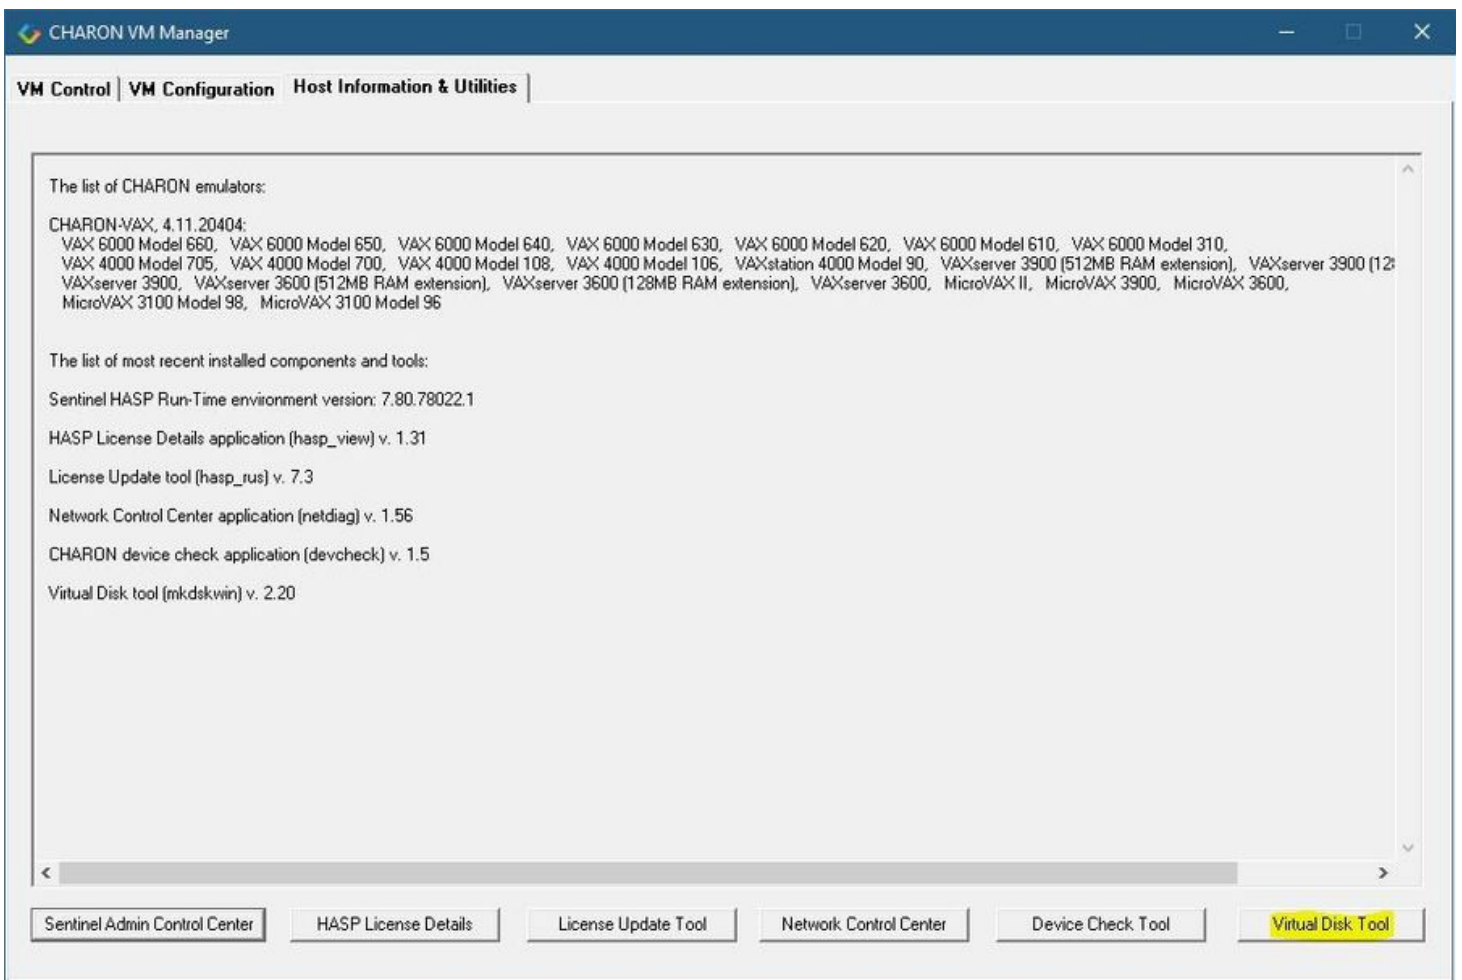 CHARON VM Manager
VM Control
VM Configuration
Host Information & Utilities
The list of CHARON emulators:
CHARON-VAX, 4.11.20404:
VAX 6000 Model 660, VAX 6000 Model 650, VAX 6000 Model 640, VAX 6000 Model 630, VAX 6000 Model 620, VAX 6000 Model 610, VAX 6000 Model 310,
VAX 4000 Model 705, VAX 4000 Model 700, VAX 4000 Model 108, VAX 4000 Model 106, VAXstation 4000 Model 90, VAXserver 3900 (512MB RAM extension), VAXserver 3900 (12
VAXserver 3900, VAXserver 3600 (512MB RAM extension), VAXserver 3600 (128MB RAM extension), VAXserver 3600, MicroVAX II, MicroVAX 3900, MicroVAX 3600,
MicroVAX 3100 Model 98, MicroVAX 3100 Model 96
The list of most recent installed components and tools:
Sentinel HASP Run-Time environment version: 7.80.78022.1
HASP License Details application (hasp_view) v. 1.31
License Update tool (hasp_rus) v. 7.3
Network Control Center application (netdiag) v. 1.56
CHARON device check application (devcheck) v. 1.5
Virtual Disk tool (mkdskwin) v. 2.20
Sentinel Admin Control Center
HASP License Details
License Update Tool
Network Control Center
Device Check Tool
Virtual Disk Tool